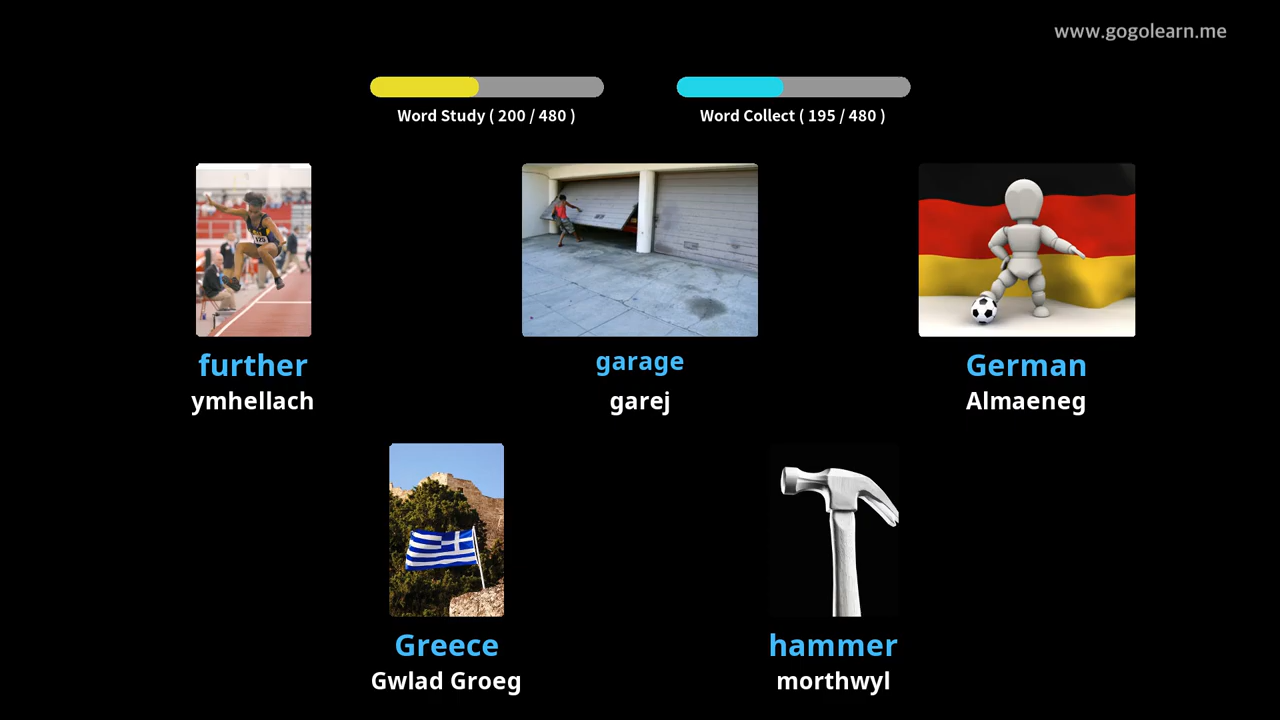 www.gogolearn.me
Word Study ( 200 / 480 )
Word Collect ( 195 / 480 )
further
ymhellach
garage
garej
German
Almaeneg
Greece
Gwlad Groeg
hammer
morthwyl